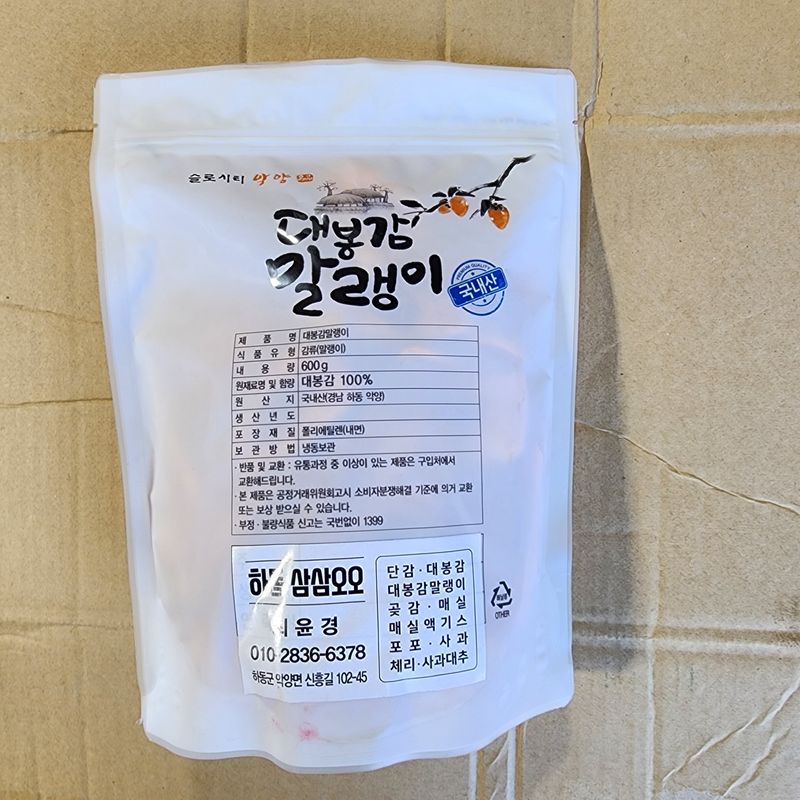 슬로시티 악양
대봉감
말랭이
PREMIUM QUALITY
국내산
제품명 대봉감말랭이
식품유형 감류(말랭이)
내용량 600g
원재료명 및 함량 대봉감 100%
원산지 국내산(경남 하동 악양)
생산년도
포장재질 폴리에틸렌(내면)
보관방법 냉동보관
· 반품 및 교환 : 유통과정 중 이상이 있는 제품은 구입처에서
교환해드립니다.
· 본 제품은 공정거래위원회고시 소비자분쟁해결 기준에 의거 교환
또는 보상 받으실 수 있습니다.
· 부정 · 불량식품 신고는 국번없이 1399
하동 삼삼오오
윤경
010-2836-6378
하동군 악양면 신흥길 102-45
단감 · 대봉감
대봉감말랭이
곶감 · 매실
매실액기스
포포 · 사과
체리 · 사과대추
OTHER